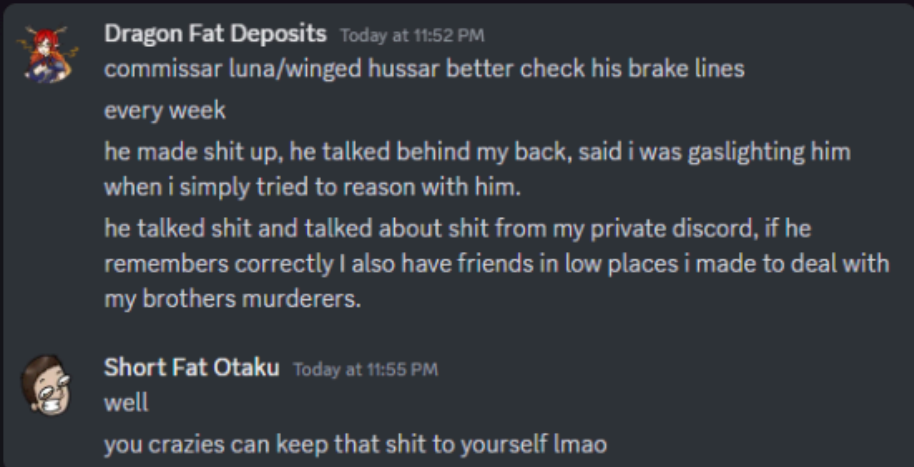 Dragon Fat Deposits Today at 11:52 PM
commissar luna/winged hussar better check his brake lines
every week
he made shit up, he talked behind my back, said i was gaslighting him
when i simply tried to reason with him.
he talked shit and talked about shit from my private discord, if he
remembers correctly I also have friends in low places i made to deal with
my brothers murderers.
Short Fat Otaku Today at 11:55 PM
well
you crazies can keep that shit to yourself lmao